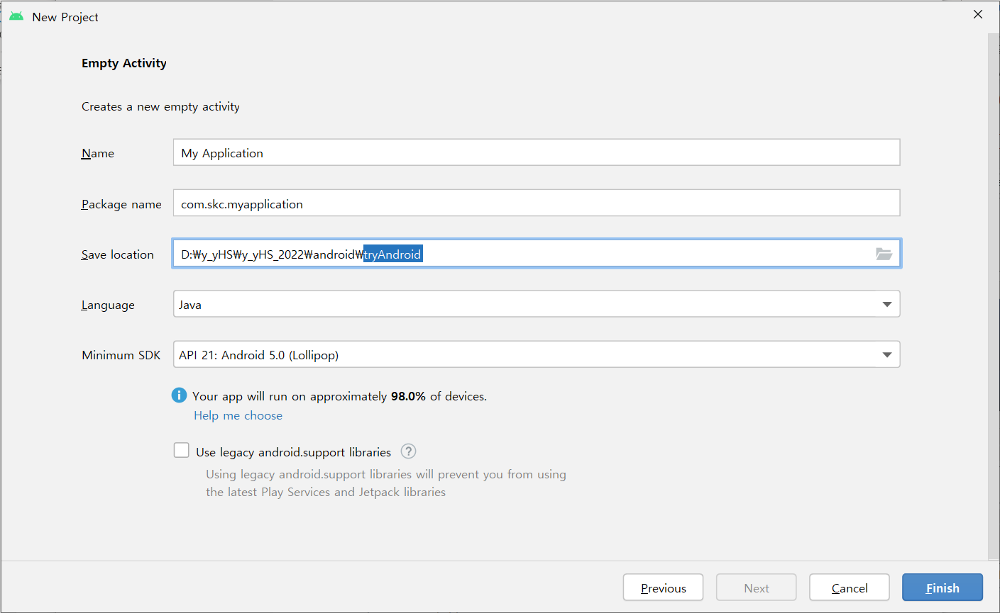 New Project
Empty Activity
Creates a new empty activity
Name
My Application
Package name
com.skc.myapplication
Save location
D:₩y_yHS₩y_yHS_2022₩android₩tryAndroid
Language
Java
Minimum SDK
API 21: Android 5.0 (Lollipop)
Your app will run on approximately 98.0% of devices.
Help me choose
Use legacy android.support libraries ?
Using legacy android.support libraries will prevent you from using
the latest Play Services and Jetpack libraries
Previous
Next
Cancel
Finish